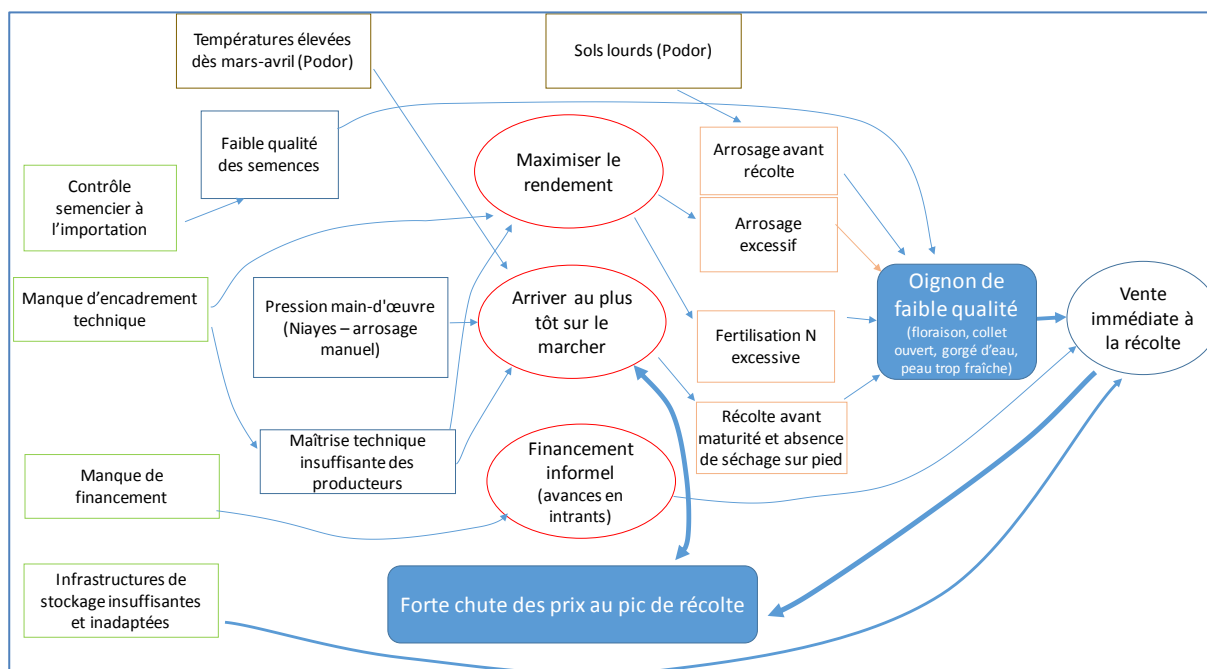 Températures élevées
dès mars-avril (Podor)
Sols lourds (Podor)
Faible qualité
des semences
Maximiser le
rendement
Arrosage avant
récolte
Contrôle
semencier à
l’importation
Arrosage
excessif
Manque d’encadrement
technique
Pression main-d'œuvre
(Niayes – arrosage
manuel)
Arriver au plus
tôt sur le
marcher
Fertilisation N
excessive
Oignon de
faible qualité
(floraison, collet
ouvert, gorgé d’eau,
peau trop fraîche)
Vente
immédiate à
la récolte
Maîtrise technique
insuffisante des
producteurs
Récolte avant
maturité et absence
de séchage sur pied
Manque de
financement
Financement
informel
(avances en
intrants)
Infrastructures de
stockage insuffisantes
et inadaptées
Forte chute des prix au pic de récolte